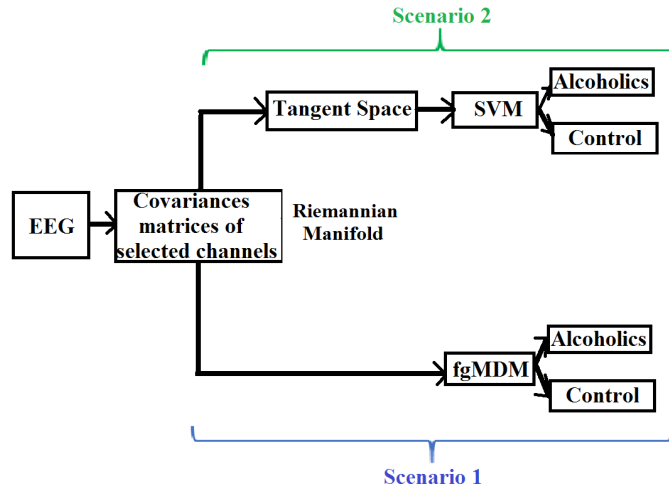 Scenario 2
Alcoholics
Tangent Space
SVM
Control
EEG
Covariances
matrices of
selected channels
Riemannian
Manifold
Alcoholics
fgMDM
Control
Scenario 1